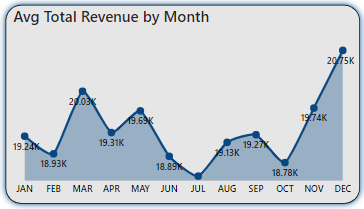 Avg Total Revenue by Month
20.75K
20.03K
19.69K
19.74K
19.24K
19.31K
19.27K
19.13K
18.93K
18.89K
18.78K
JAN FEB MAR APR MAY JUN JUL AUG SEP OCT NOV DEC